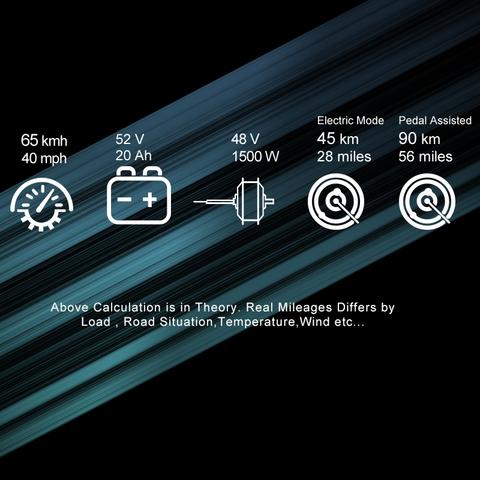 65 kmh
40 mph
52 V
20 Ah
48 V
1500 W
Electric Mode
45 km
28 miles
Pedal Assisted
90 km
56 miles
Above Calculation is in Theory. Real Mileages Differs by
Load , Road Situation,Temperature,Wind etc...